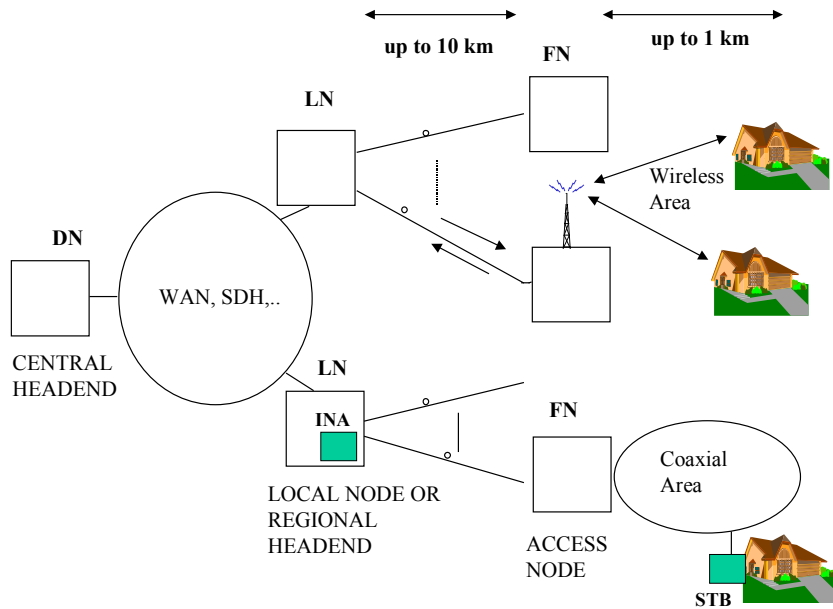 up to 10 km
up to 1 km
FN
LN
Wireless
Area
DN
WAN, SDH,..
CENTRAL
HEADEND
LN
INA
FN
Coaxial
Area
LOCAL NODE OR
REGIONAL
HEADEND
ACCESS
NODE
STB